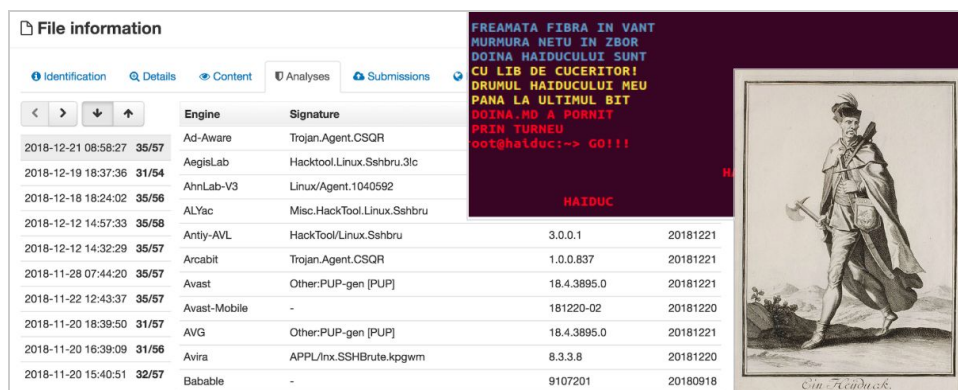 File information
Identification Details Content Analyses Submissions
2018-12-21 08:58:27 35/57
2018-12-19 18:37:36 31/54
2018-12-18 18:24:02 35/56
2018-12-12 14:57:33 35/58
2018-12-12 14:32:29 35/57
2018-11-28 07:44:20 35/57
2018-11-22 12:43:37 35/57
2018-11-20 18:39:50 31/57
2018-11-20 16:39:09 31/56
2018-11-20 15:40:51 32/57
Engine Signature
Ad-Aware Trojan.Agent.CSQR
AegisLab Hacktool.Linux.Sshbru.3!c
AhnLab-V3 Linux/Agent.1040592
ALYac Misc.HackTool.Linux.Sshbru
Antiy-AVL HackTool/Linux.Sshbru 3.0.0.1 20181221
Arcabit Trojan.Agent.CSQR 1.0.0.837 20181221
Avast Other:PUP-gen [PUP] 18.4.3895.0 20181221
Avast-Mobile - 181220-02 20181220
AVG Other:PUP-gen [PUP] 18.4.3895.0 20181221
Avira APPL/lnx.SSHBrute.kpgwm 8.3.3.8 20181220
Babable - 9107201 20180918
FREAMATA FIBRA IN VANT
MURMURA NETU IN ZBOR
DOINA HAIDUCULUI SUNT
CU LIB DE CUCERITOR!
DRUMUL HAIDUCULUI MEU
PANA LA ULTIMUL BIT
DOINA.MD A PORNIT
PRIN TURNEU
oot@haiduc:~> GO!!!
HAIDUC
Ein Heyduck.